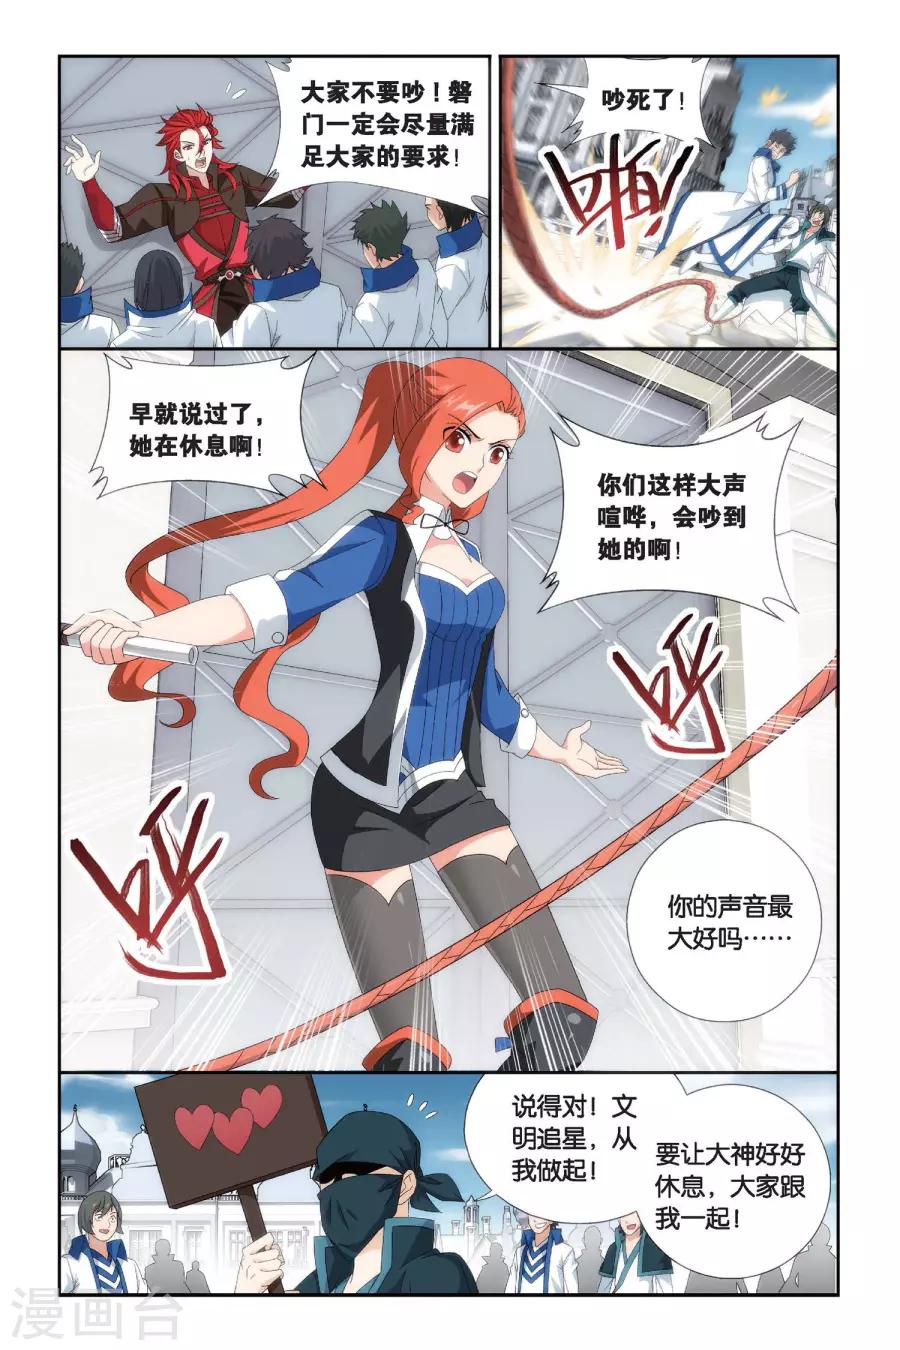 大家不要吵！磐
门一定会尽量满
足大家的要求！
吵死了！
啪！
早就说过了，
她在休息啊！
你们这样大声
喧哗，会吵到
她的啊！
呼
呼
你的声音最
大好吗……
说得对！文
明追星，从
我做起！
要让大神好好
休息，大家跟
我一起！
漫画台